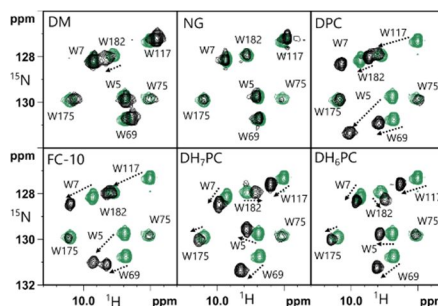 ppm DM NG DPC
W7 W182 W117 W7 W182 W117 W117
128 W7 W182
15N W5 W75 W5 W75 W5 W75
130
W175 W69 W175 W69 W175 W69
ppm FC-10 DH7PC DH6PC
W7 W117 W7 W7
128
W182 W182 W117 W182 W117
15N
130 W5 W75 W5 W75 W5 W75
W175 W175 W175
132 W69 W69 W69
10.0 1H ppm 10.0 1H ppm 10.0 1H ppm